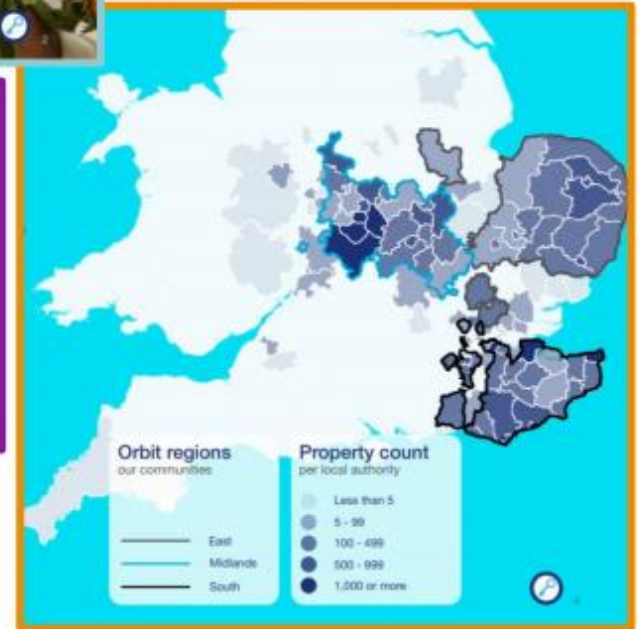 Orbit regions
our communities
East
Midlands
South
Property count
per local authority
Less than 5
5 - 99
100 - 499
500 - 999
1,000 or more